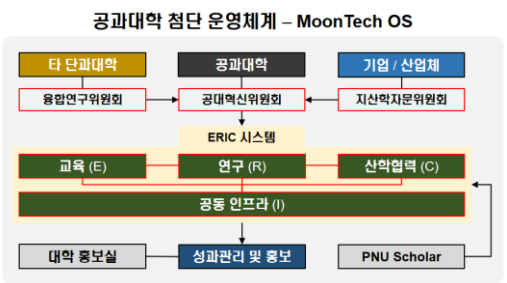 공과대학 첨단 운영체계 – MoonTech OS
타 단과대학
공과대학
기업 / 산업체
융합연구위원회
공대혁신위원회
지산학자문위원회
ERIC 시스템
교육 (E)
연구 (R)
산학협력 (C)
공동 인프라 (I)
대학 홍보실
성과관리 및 홍보
PNU Scholar